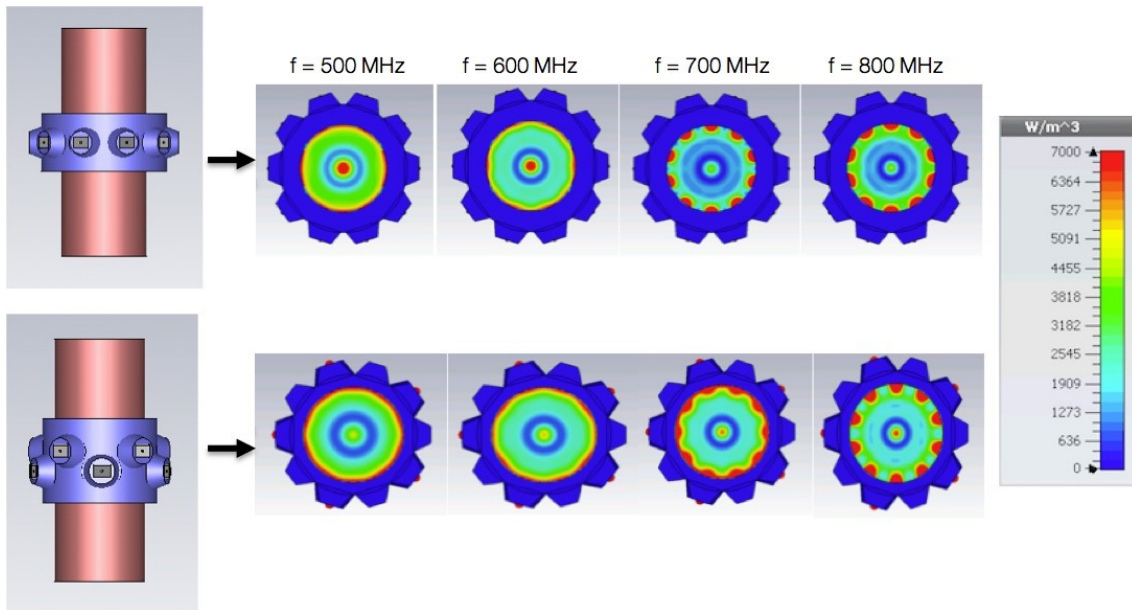 f = 500 MHz
f = 600 MHz
f = 700 MHz
f = 800 MHz
W/m^3
7000
6364
5727
5091
4455
3818
3182
2545
1909
1273
636
0